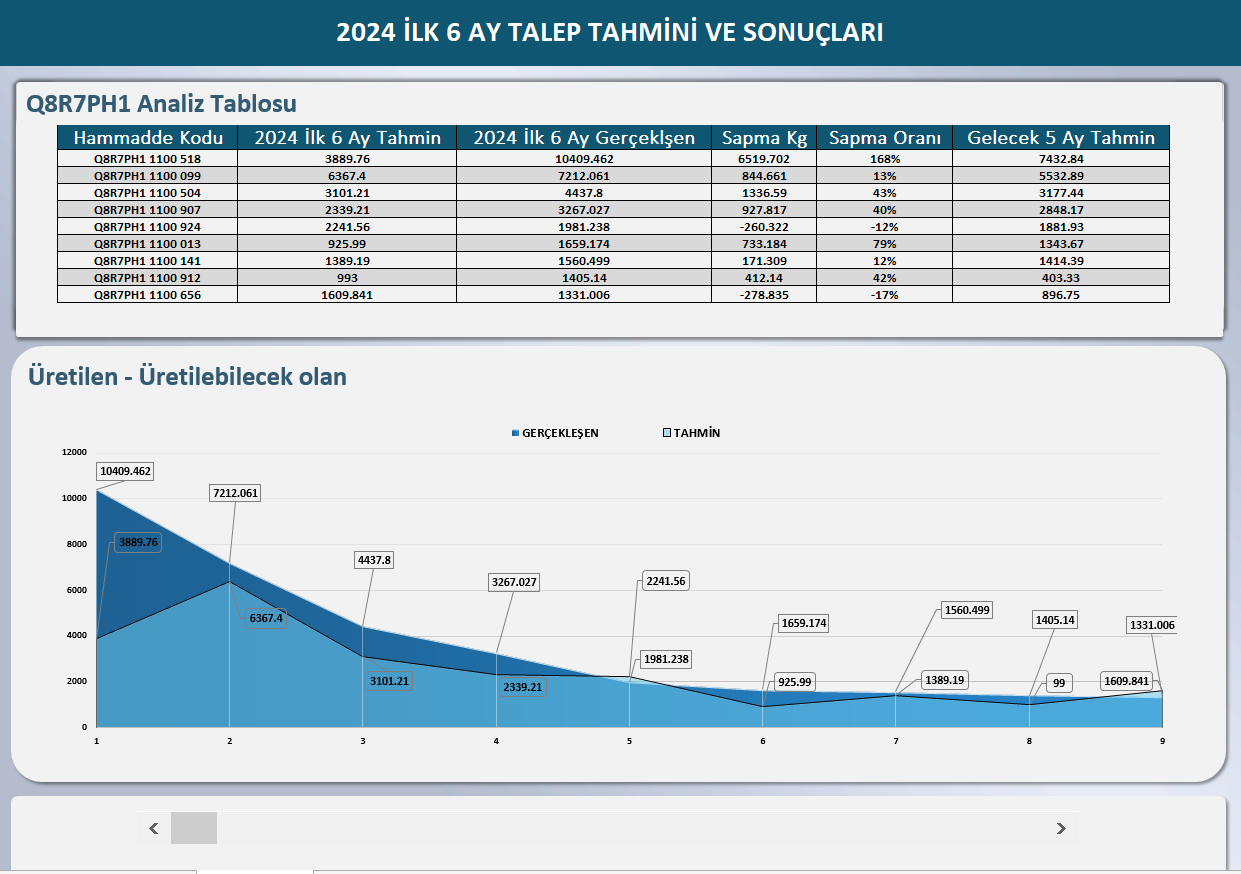 2024 İLK 6 AY TALEP TAHMİNİ VE SONUÇLARI
Q8R7PH1 Analiz Tablosu
Hammadde Kodu 2024 İlk 6 Ay Tahmin 2024 İlk 6 Ay Gerçeklşen Sapma Kg Sapma Oranı Gelecek 5 Ay Tahmin
Q8R7PH1 1100 518 3889.76 10409.462 6519.702 168% 7432.84
Q8R7PH1 1100 099 6367.4 7212.061 844.661 13% 5532.89
Q8R7PH1 1100 504 3101.21 4437.8 1336.59 43% 3177.44
Q8R7PH1 1100 907 2339.21 3267.027 927.817 40% 2848.17
Q8R7PH1 1100 924 2241.56 1981.238 -260.322 -12% 1881.93
Q8R7PH1 1100 013 925.99 1659.174 733.184 79% 1343.67
Q8R7PH1 1100 141 1389.19 1560.499 171.309 12% 1414.39
Q8R7PH1 1100 912 993 1405.14 412.14 42% 403.33
Q8R7PH1 1100 656 1609.841 1331.006 -278.835 -17% 896.75
Üretilen - Üretilebilecek olan
GERÇEKLEŞEN TAHMİN
12000
10409.462
10000
7212.061
8000
3889.76
4437.8
6000
3267.027
2241.56
1560.499
6367.4
1659.174
1405.14
1331.006
4000
1981.238
3101.21
2339.21
925.99
1389.19
99
1609.841
2000
0
1 2 3 4 5 6 7 8 9